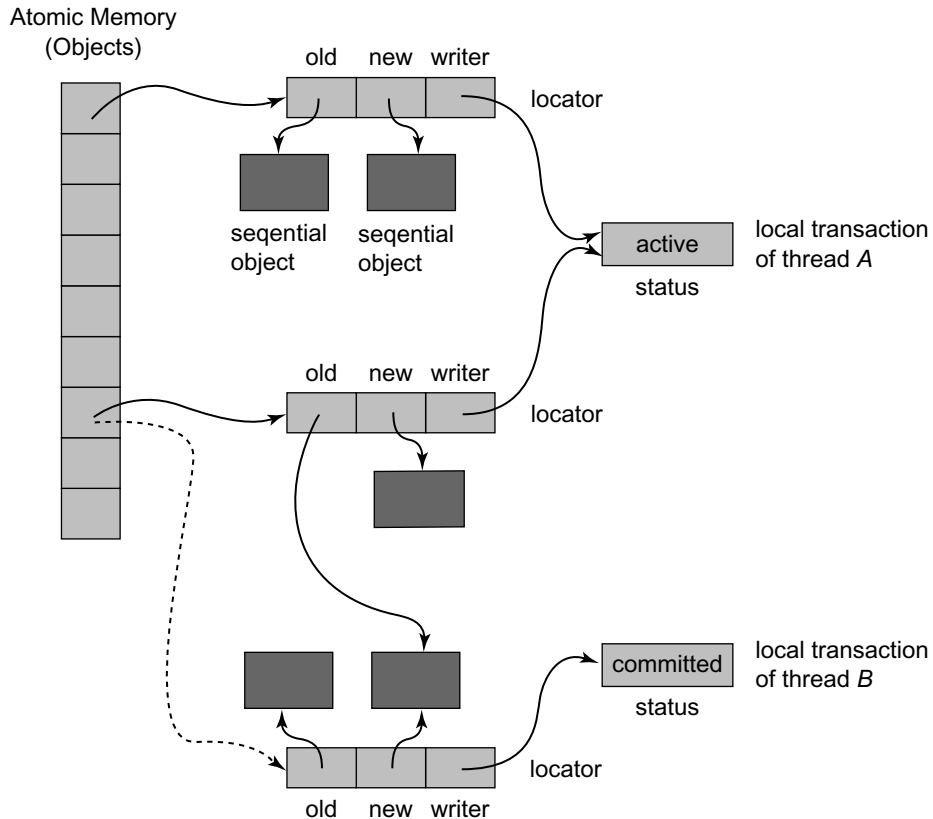 Atomic Memory
(Objects)
old new writer
locator
seqential
object
seqential
object
active
status
local transaction
of thread A
old new writer
locator
committed
status
local transaction
of thread B
locator
old new writer